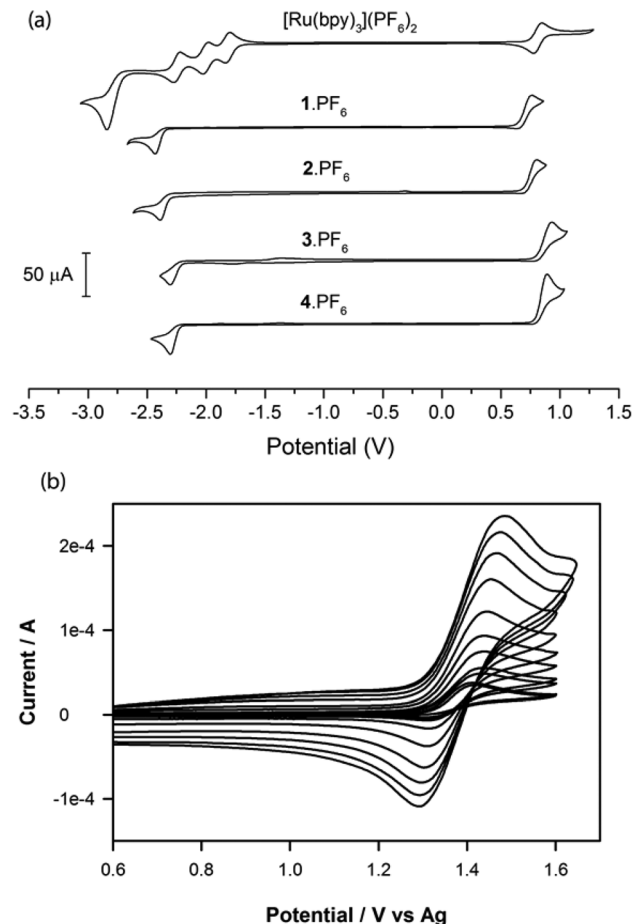 (a)
[Ru(bpy)₃](PF₆)₂
1.PF₆
2.PF₆
3.PF₆
50 μA
4.PF₆
-3.5 -3.0 -2.5 -2.0 -1.5 -1.0 -0.5 0.0 0.5 1.0 1.5
Potential (V)
(b)
2e-4
1e-4
0
-1e-4
Current / A
0.6 0.8 1.0 1.2 1.4 1.6
Potential / V vs Ag